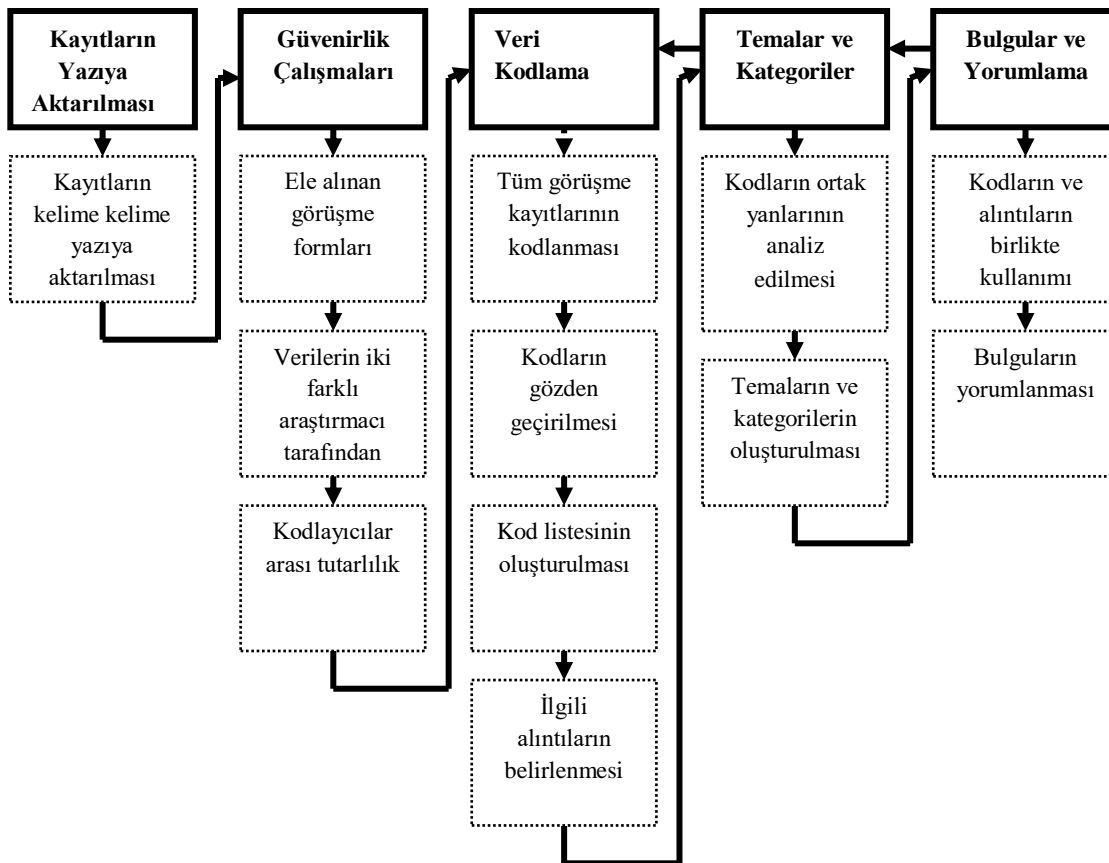 Kayıtların
Yazıya
Aktarılması
Kayıtların
kelime kelime
yazıya
aktarılması
Güvenirlik
Çalışmaları
Ele alınan
görüşme
formları
Verilerin iki
farklı
araştırmacı
tarafından
Kodlayıcılar
arası tutarlılık
Veri
Kodlama
Tüm görüşme
kayıtlarının
kodlanması
Kodların
gözden
geçirilmesi
Kod listesinin
oluşturulması
İlgili
alıntıların
belirlenmesi
Temalar ve
Kategoriler
Kodların ortak
yanlarının
analiz
edilmesi
Temaların ve
kategorilerin
oluşturulması
Bulgular ve
Yorumlama
Kodların ve
alıntıların
birlikte
kullanımı
Bulguların
yorumlanması